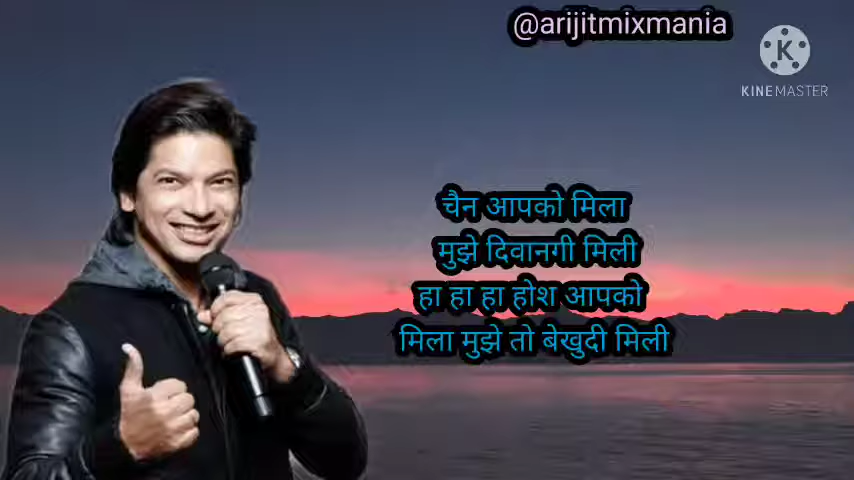 @arijitmixmania
K
KINEMASTER
चैन आपको मिला
मुझे दिवानगी मिली
हा हा हा होश आपको
मिला मुझे तो बेखुदी मिली